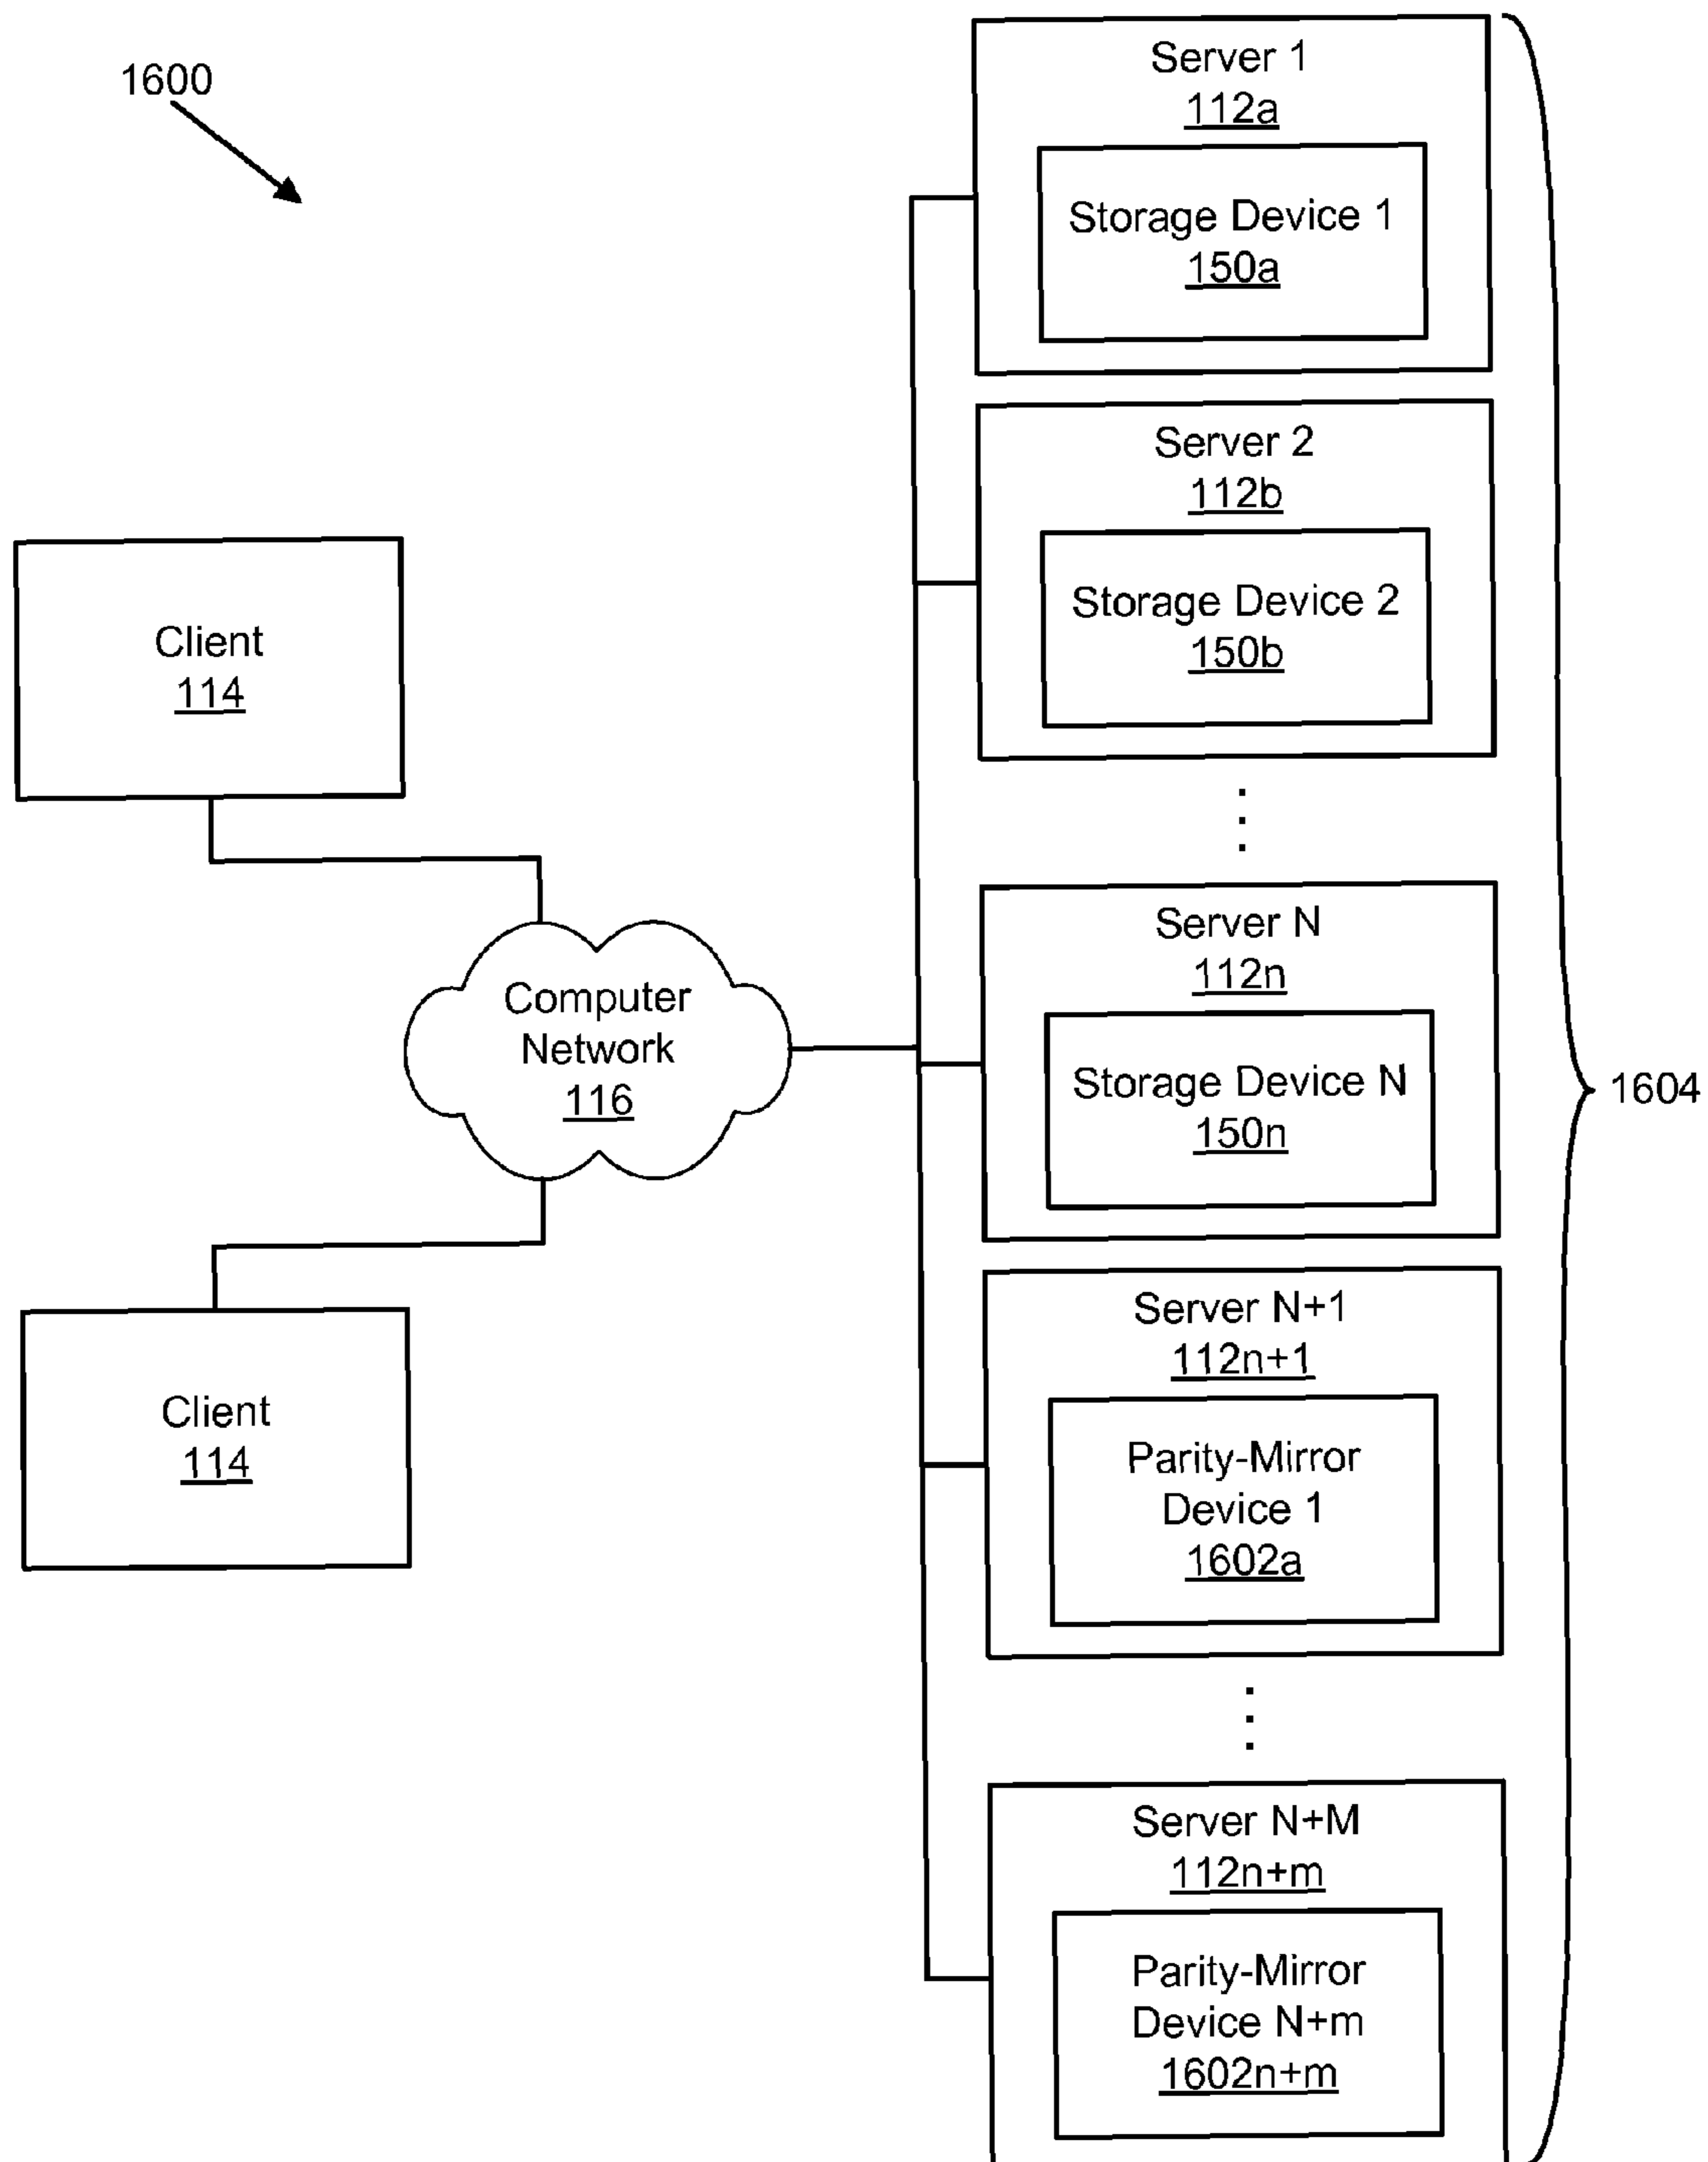 1600
Server 1
112a
Storage Device 1
150a
Server 2
112b
Storage Device 2
150b
Client
114
Server N
112n
Computer
Network
116
Storage Device N
150n
1604
Server N+1
112n+1
Client
114
Parity-Mirror
Device 1
1602a
Server N+M
112n+m
Parity-Mirror
Device N+m
1602n+m